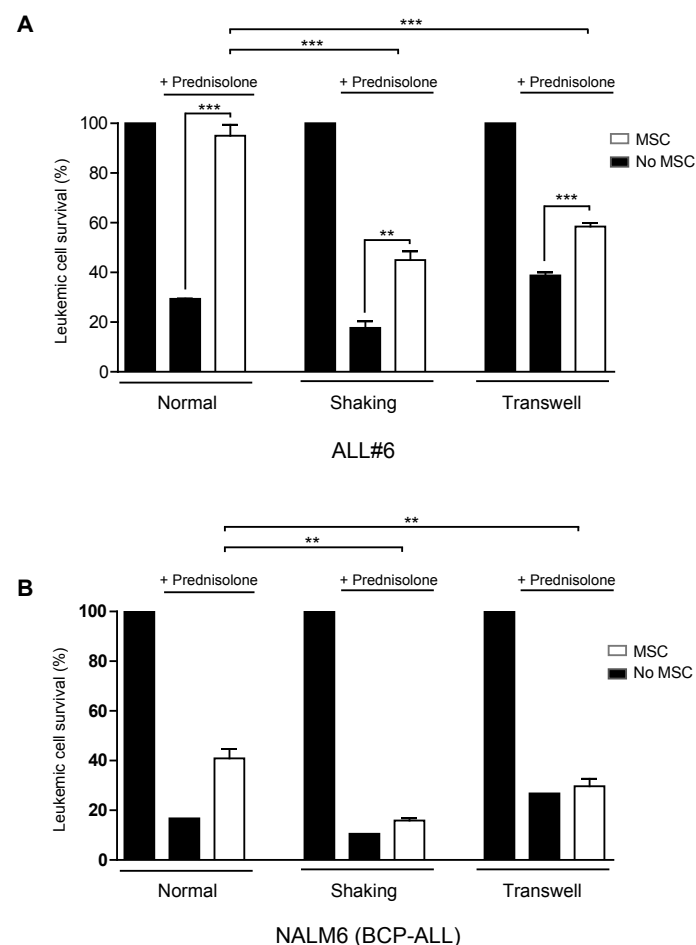 A
***
***
+ Prednisolone + Prednisolone + Prednisolone
***
**
***
MSC
No MSC
Leukemic cell survival (%)
100
80
60
40
20
0
Normal Shaking Transwell
ALL#6
**
**
B
+ Prednisolone + Prednisolone + Prednisolone
MSC
No MSC
Leukemic cell survival (%)
100
80
60
40
20
0
Normal Shaking Transwell
NALM6 (BCP-ALL)